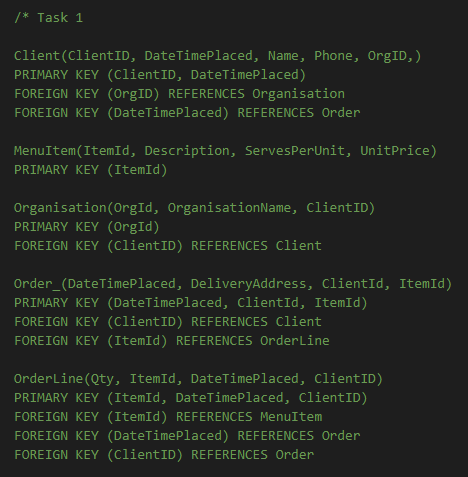 /* Task 1
Client(ClientID, DateTimePlaced, Name, Phone, OrgID,)
PRIMARY KEY (ClientID, DateTimePlaced)
FOREIGN KEY (OrgID) REFERENCES Organisation
FOREIGN KEY (DateTimePlaced) REFERENCES Order
MenuItem(ItemId, Description, ServesPerUnit, UnitPrice)
PRIMARY KEY (ItemId)
Organisation(OrgId, OrganisationName, ClientID)
PRIMARY KEY (OrgId)
FOREIGN KEY (ClientID) REFERENCES Client
Order_(DateTimePlaced, DeliveryAddress, ClientId, ItemId)
PRIMARY KEY (DateTimePlaced, ClientId, ItemId)
FOREIGN KEY (ClientID) REFERENCES Client
FOREIGN KEY (ItemId) REFERENCES OrderLine
OrderLine(Qty, ItemId, DateTimePlaced, ClientID)
PRIMARY KEY (ItemId, DateTimePlaced, ClientID)
FOREIGN KEY (ItemId) REFERENCES MenuItem
FOREIGN KEY (DateTimePlaced) REFERENCES Order
FOREIGN KEY (ClientID) REFERENCES Order